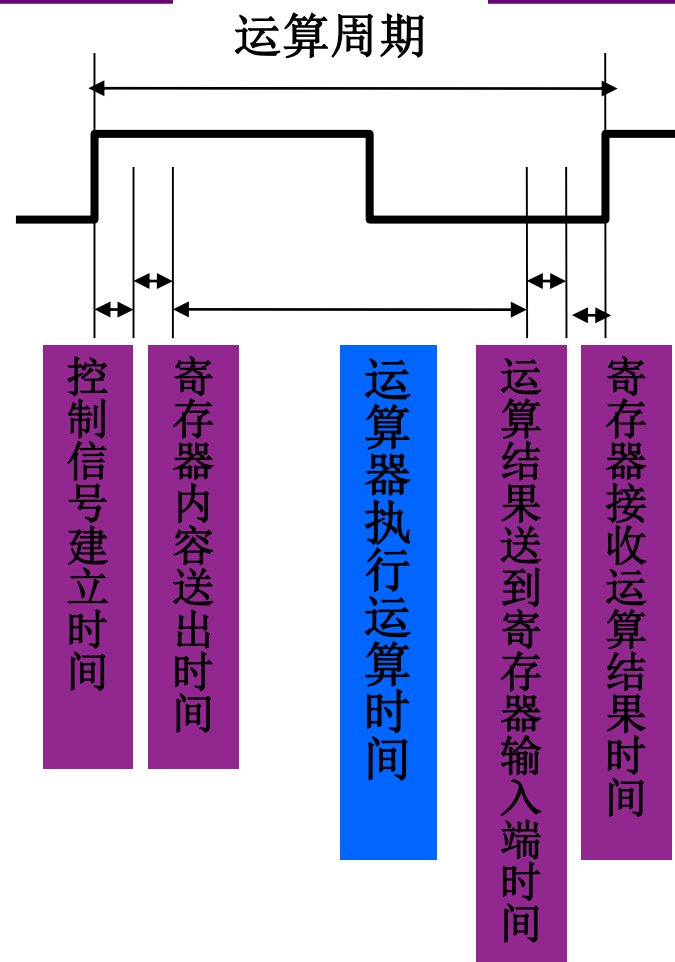 运算周期
控制信号建立时间
寄存器内容送出时间
运算器执行运算时间
运算结果送到寄存器输入端时间
寄存器接收运算结果时间